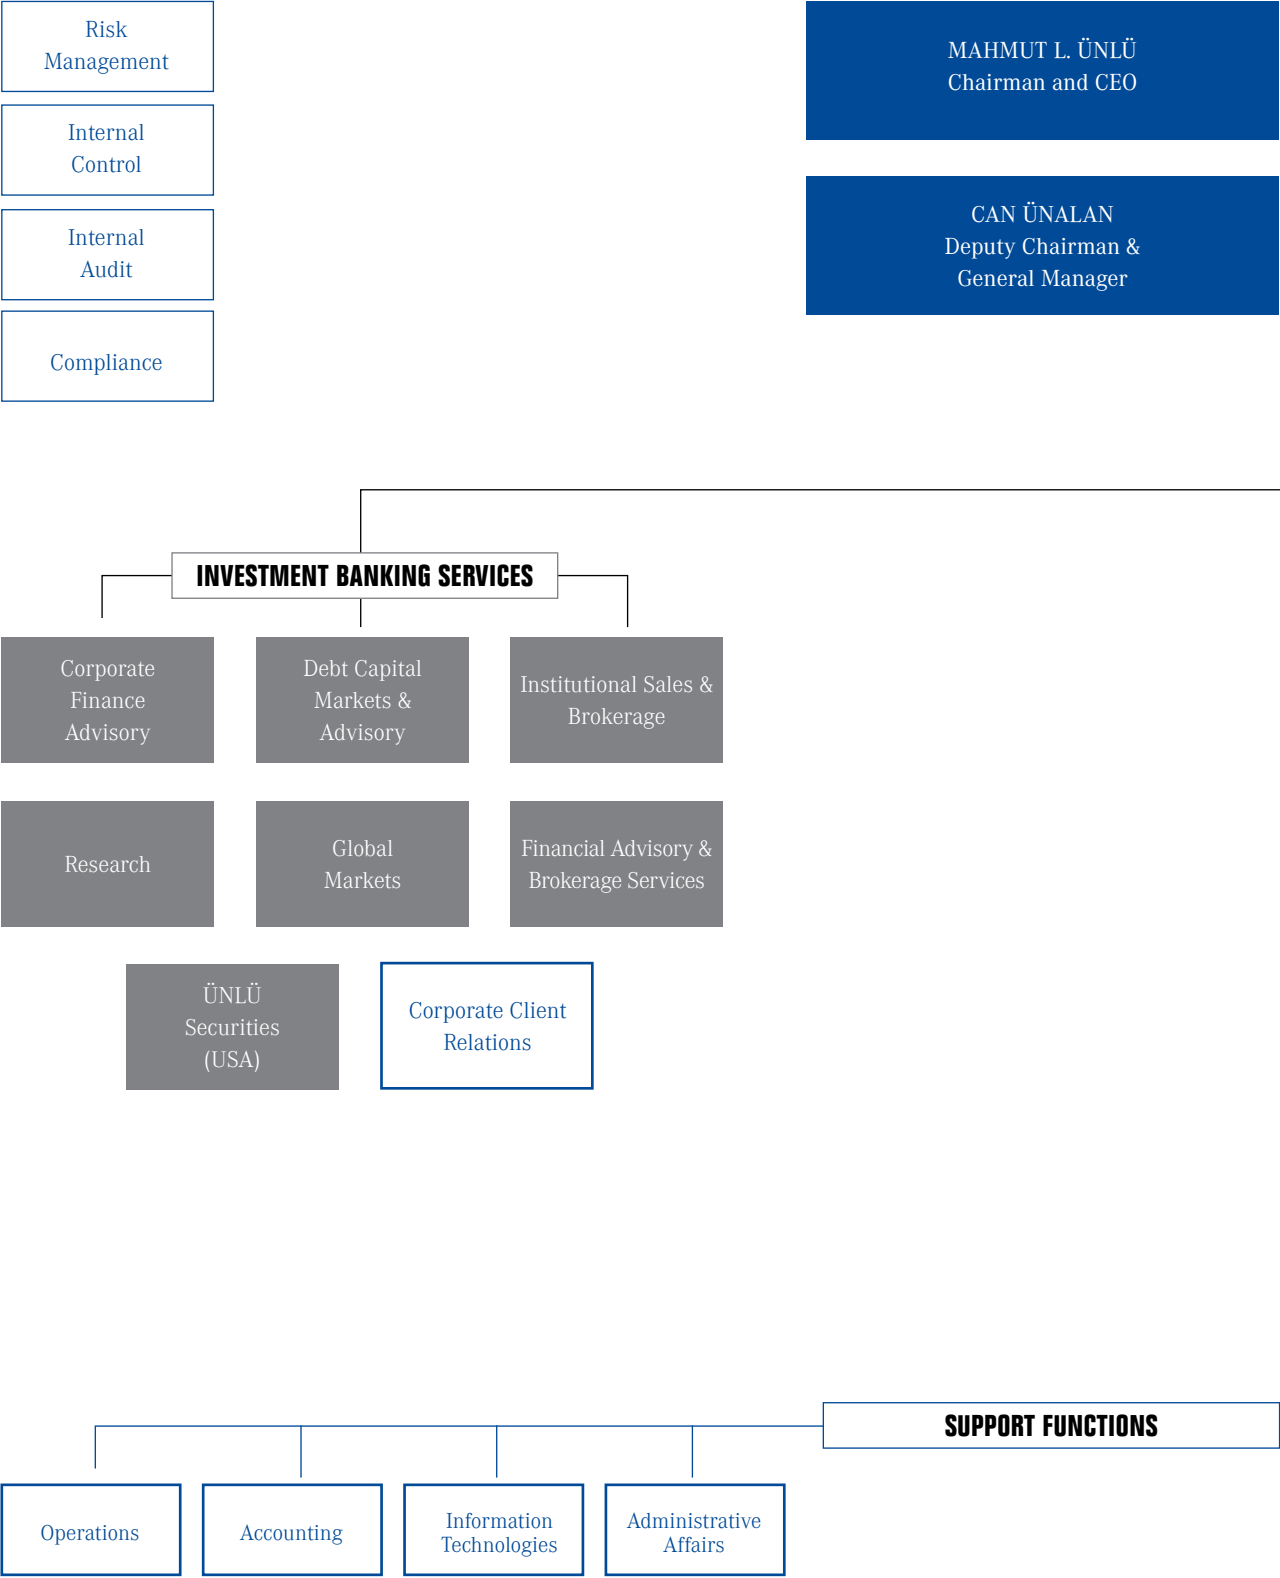 Risk
Management
Internal
Control
Internal
Audit
Compliance
MAHMUT L. ÜNLÜ
Chairman and CEO
CAN ÜNALAN
Deputy Chairman &
General Manager
INVESTMENT BANKING SERVICES
Corporate
Finance
Advisory
Debt Capital
Markets &
Advisory
Institutional Sales &
Brokerage
Research
Global
Markets
Financial Advisory &
Brokerage Services
ÜNLÜ
Securities
(USA)
Corporate Client
Relations
SUPPORT FUNCTIONS
Operations
Accounting
Information
Technologies
Administrative
Affairs